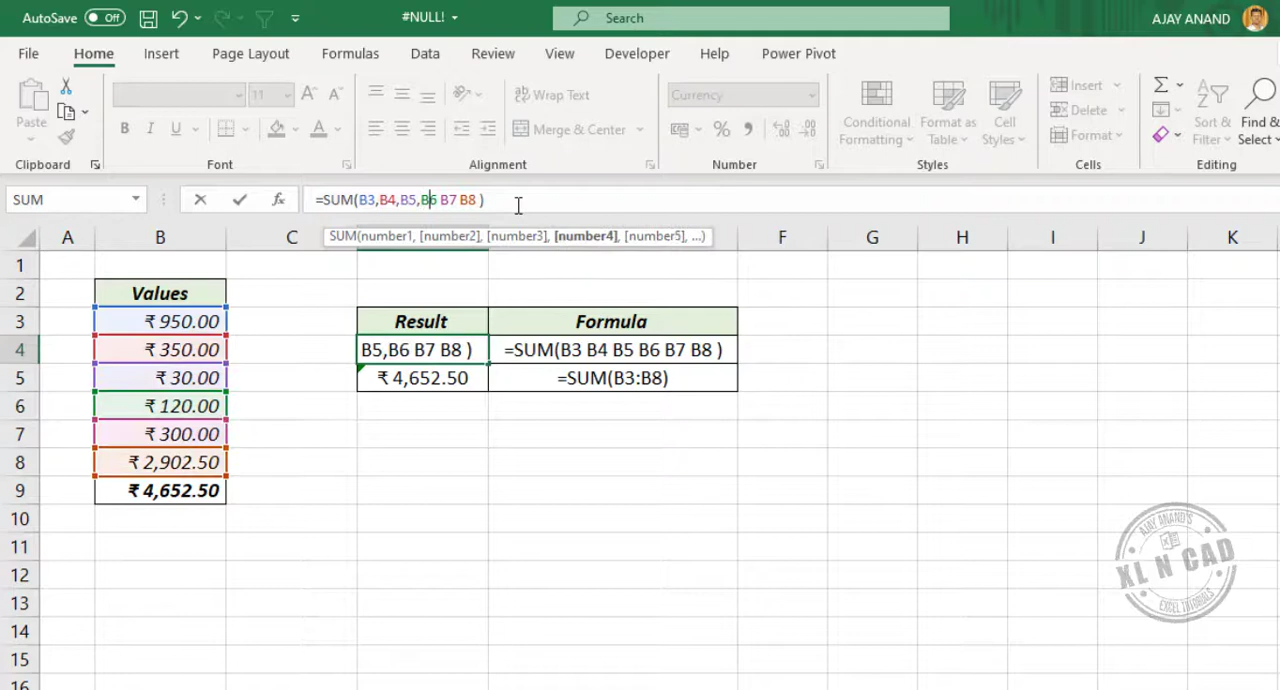 AutoSave Off #NULL! Search AJAY ANAND
File Home Insert Page Layout Formulas Data Review View Developer Help Power Pivot
Paste 11 Wrap Text Currency Conditional Formatting Format as Table Cell Styles Insert Sort & Filter Find & Select
B I U Merge & Center % Delete
Format
Clipboard Font Alignment Number Styles Cells Editing
SUM fx =SUM(B3,B4,B5,B6 B7 B8 )
SUM(number1, [number2], [number3], [number4], [number5], ...)
A B C F G H I J K
1
2 Values
3 ₹ 950.00 Result Formula
4 ₹ 350.00 B5,B6 B7 B8 ) =SUM(B3 B4 B5 B6 B7 B8 )
5 ₹ 30.00 ₹ 4,652.50 =SUM(B3:B8)
6 ₹ 120.00
7 ₹ 300.00
8 ₹ 2,902.50
9 ₹ 4,652.50
10
11
12
13
14
15
16
AJAY ANAND'S
XL N CAD
EXCEL TUTORIALS